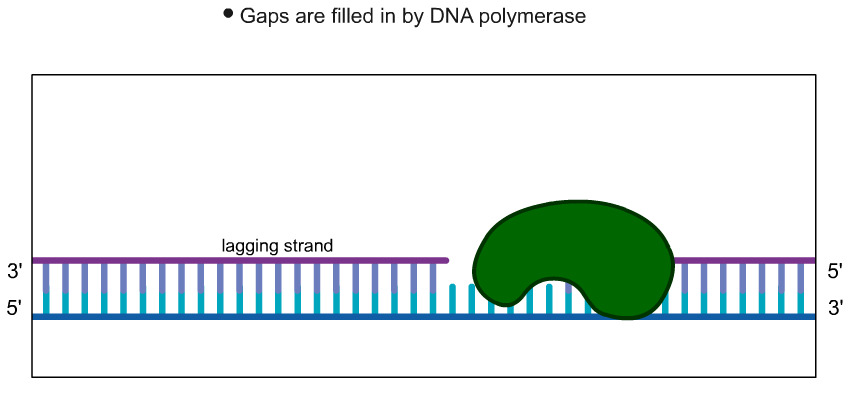 • Gaps are filled in by DNA polymerase
lagging strand
3' 5'
5' 3'